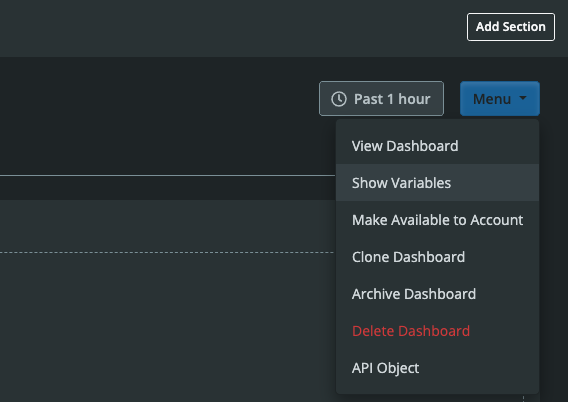 Add Section
Past 1 hour
Menu
View Dashboard
Show Variables
Make Available to Account
Clone Dashboard
Archive Dashboard
Delete Dashboard
API Object